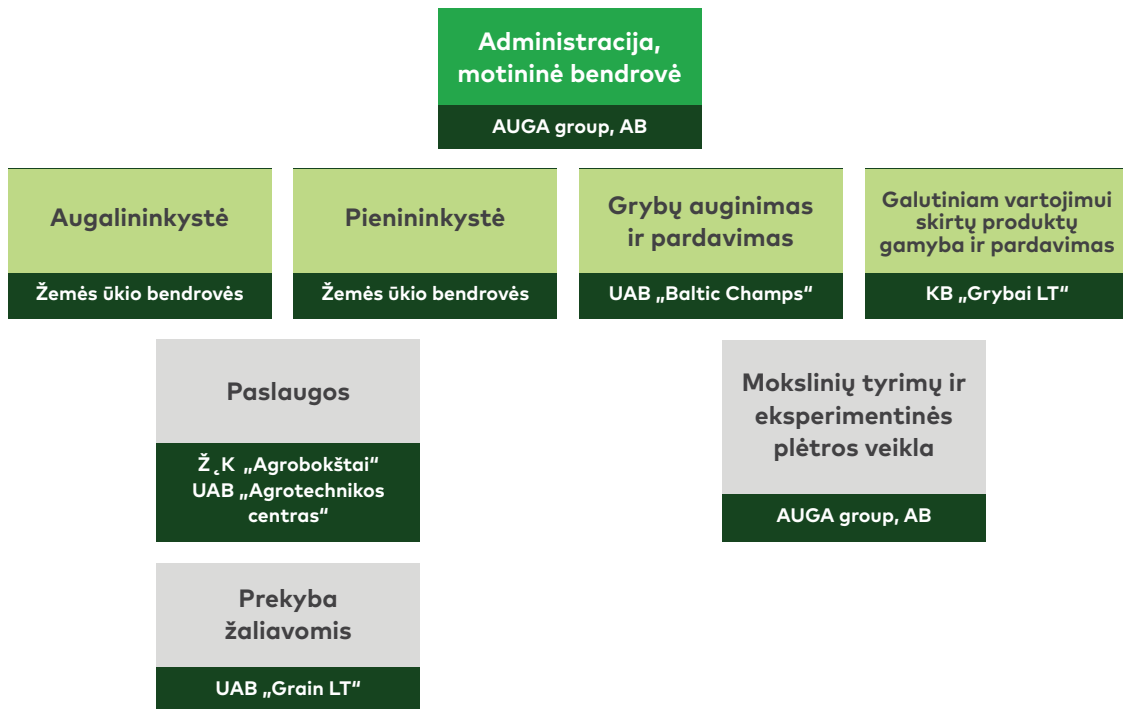 Administracija,
motininė bendrovė
AUGA group, AB
Augalininkystė
Žemės ūkio bendrovės
Pienininkystė
Žemės ūkio bendrovės
Grybų auginimas
ir pardavimas
UAB „Baltic Champs“
Galutiniam vartojimui
skirtų produktų
gamyba ir pardavimas
KB „Grybai LT“
Paslaugos
Ž˛K „Agrobokštai“
UAB „Agrotechnikos
centras“
Mokslinių tyrimų ir
eksperimentinės
plėtros veikla
AUGA group, AB
Prekyba
žaliavomis
UAB „Grain LT“